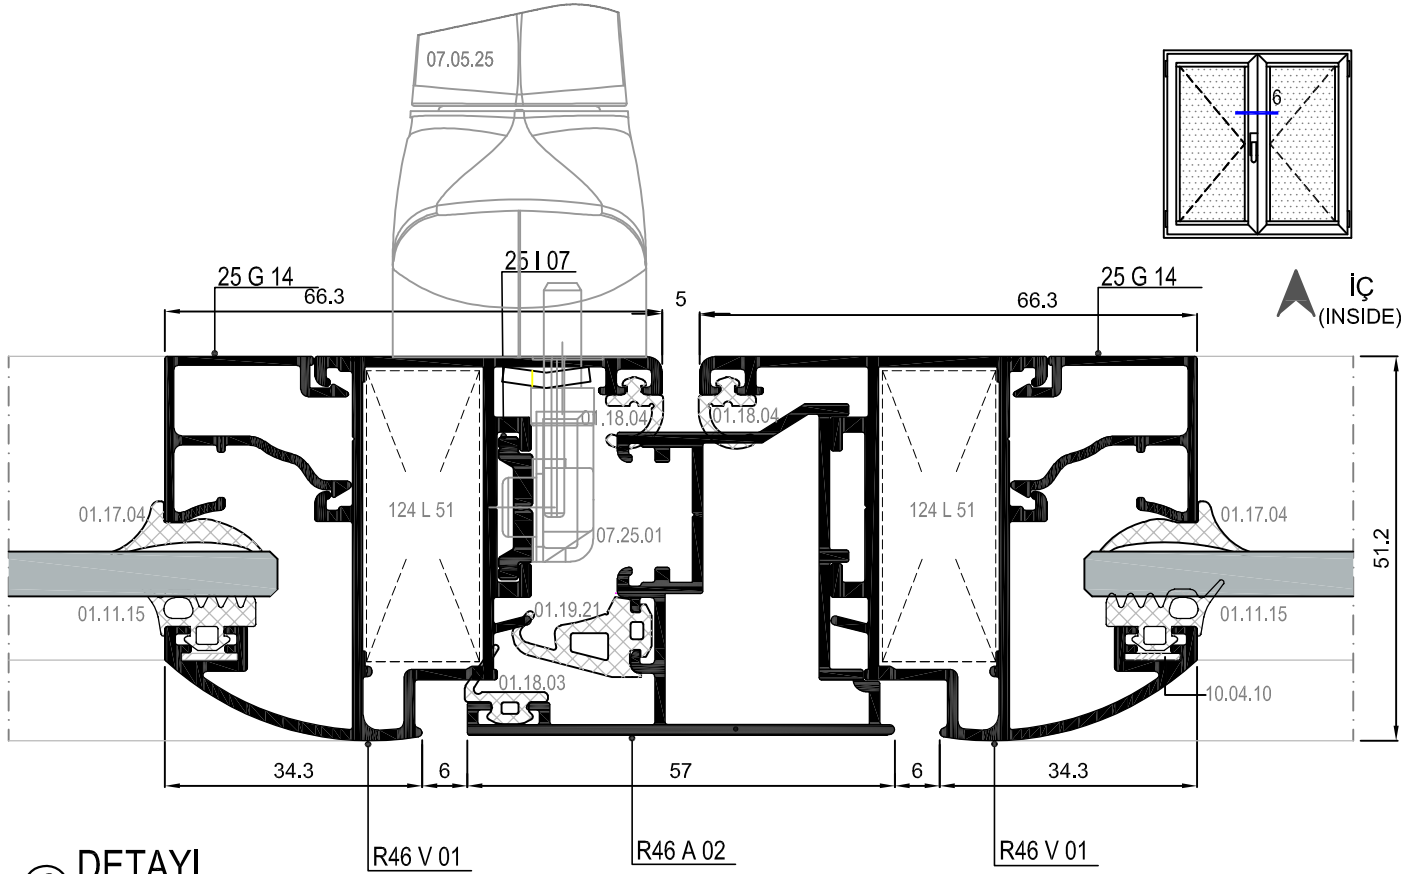 07.05.25
6
25 G 14
25 I 07
25 G 14
İÇ
66.3
5
66.3
(INSIDE)
01.18.04
01.18.04
124 L 51
124 L 51
01.17.04
01.17.04
07.25.01
51.2
01.11.15
01.19.21
01.11.15
01.18.03
10.04.10
34.3
6
57
6
34.3
R46 V 01
R46 A 02
R46 V 01
DETAYI